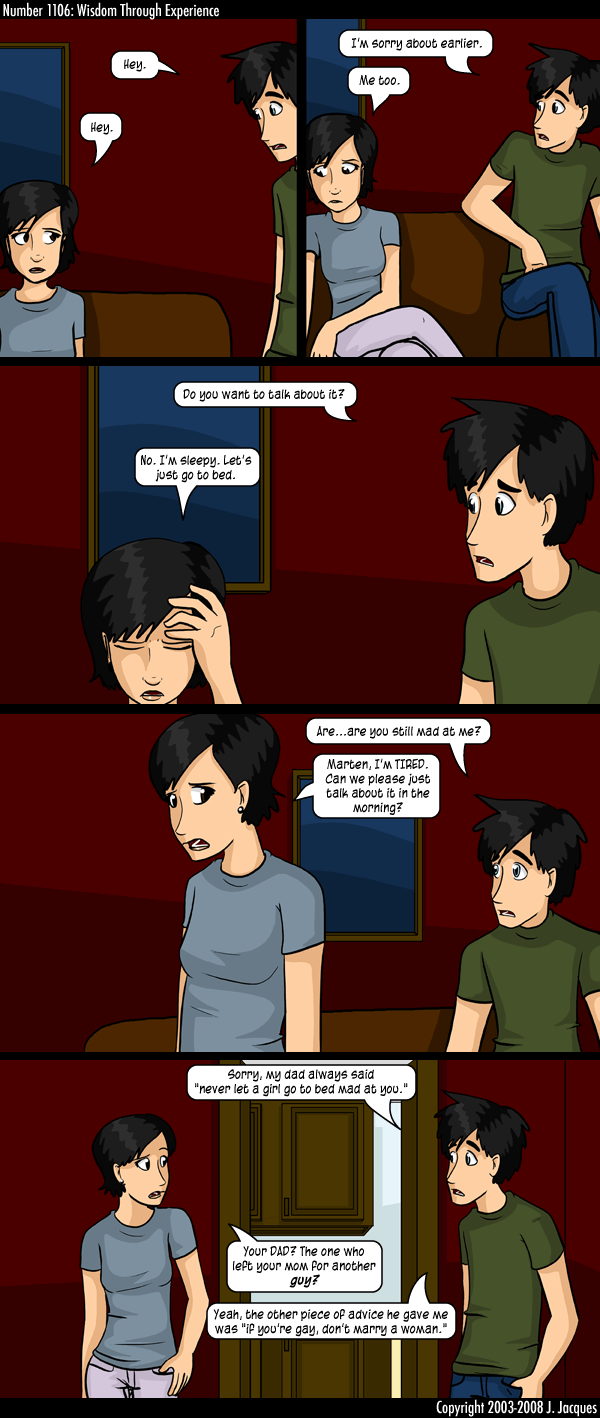 Number 1106: Wisdom Through Experience
Hey.
Hey.
I'm sorry about earlier.
Me too.
Do you want to talk about it?
No. I'm sleepy. Let's
just go to bed.
Are...are you still mad at me?
Marten, I'm TIRED.
Can we please just
talk about it in the
morning?
Sorry, my dad always said
"never let a girl go to bed mad at you."
Your DAD? The one who
left your mom for another
guy?
Yeah, the other piece of advice he gave me
was "if you're gay, don't marry a woman."
Copyright 2003-2008 J. Jacques